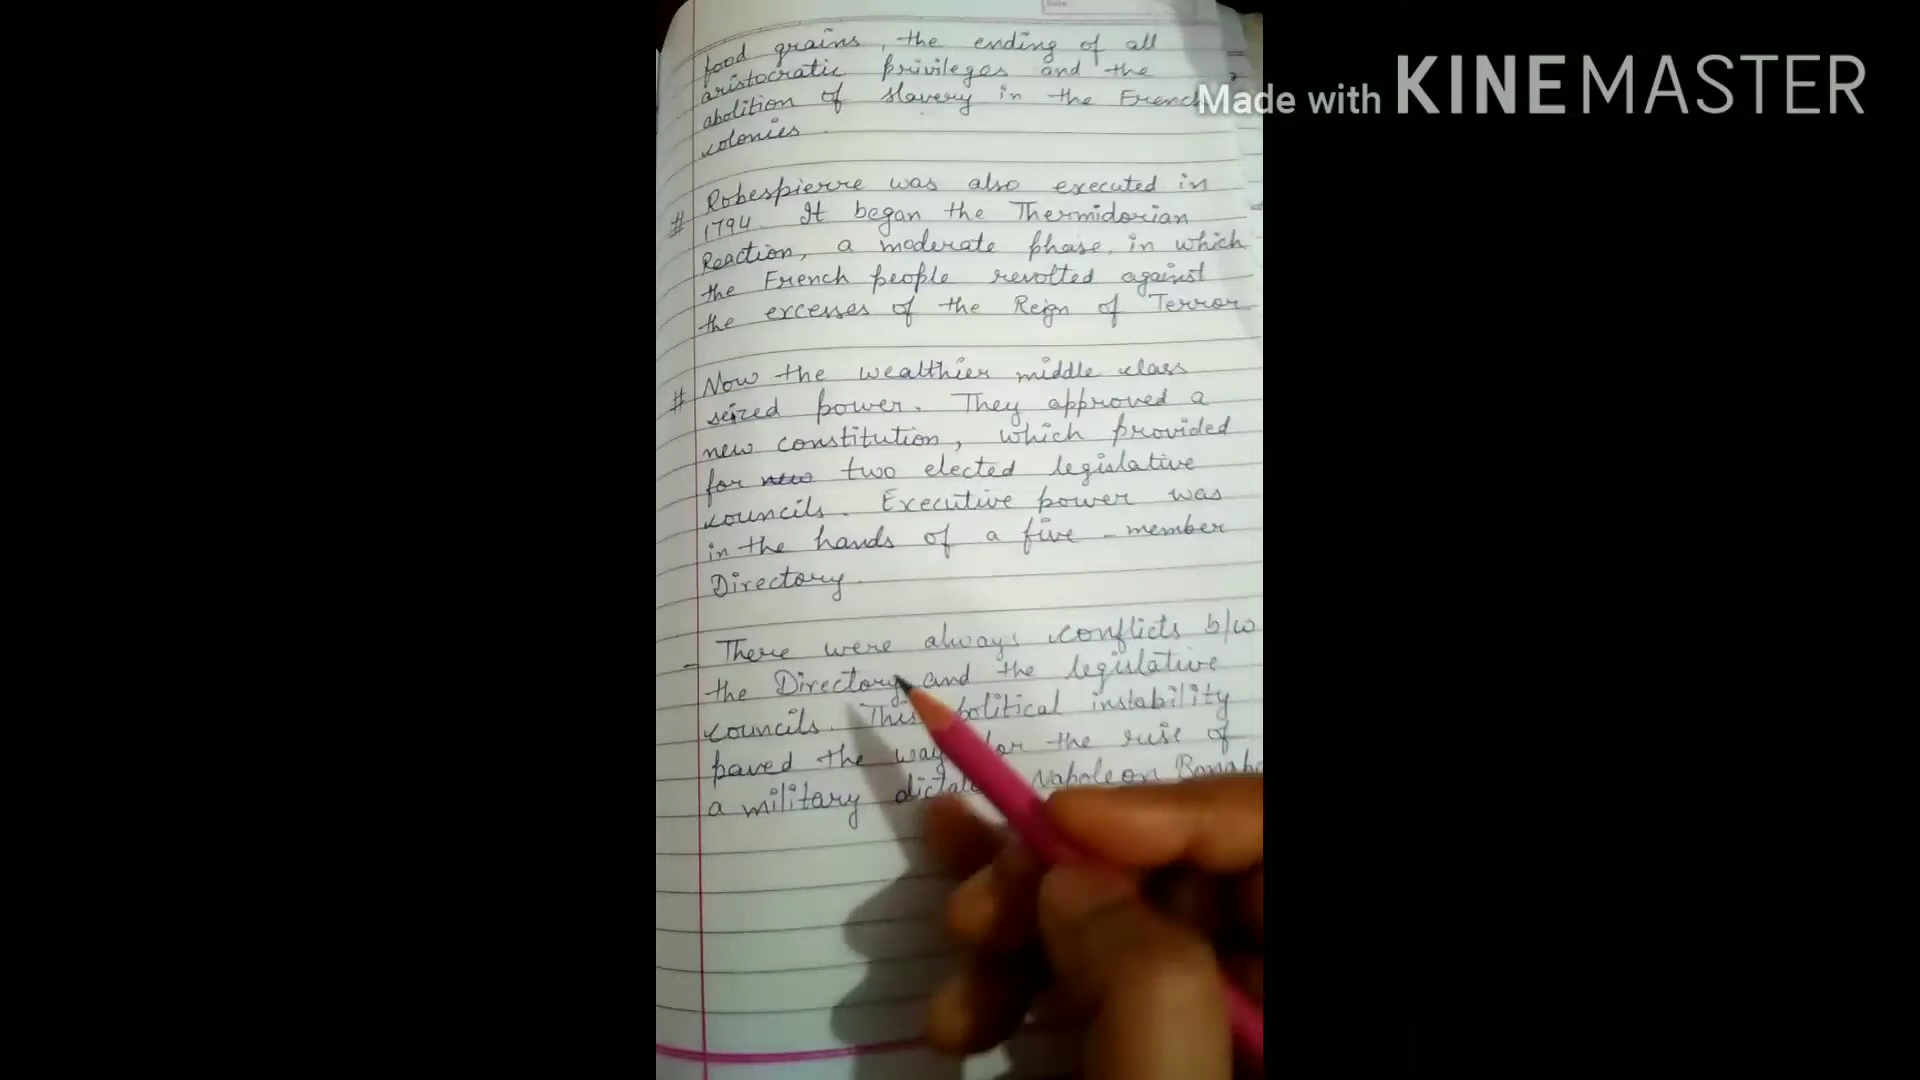 food grains, the ending of all
aristocratic privileges and the
abolition of slavery in the French
colonies.
# Robespierre was also executed in
1794. It began the Thermidorian
Reaction, a moderate phase, in which
the French people revolted against
the excesses of the Reign of Terror
# Now the wealthier middle class
seized power. They approved a
new constitution, which provided
for new two elected legislative
councils. Executive power was
in the hands of a five-member
Directory.
- There were always conflicts b/w
the Directory and the legislative
councils. This political instability
paved the way for the rise of
a military Napoleon
Made with KINEMASTER